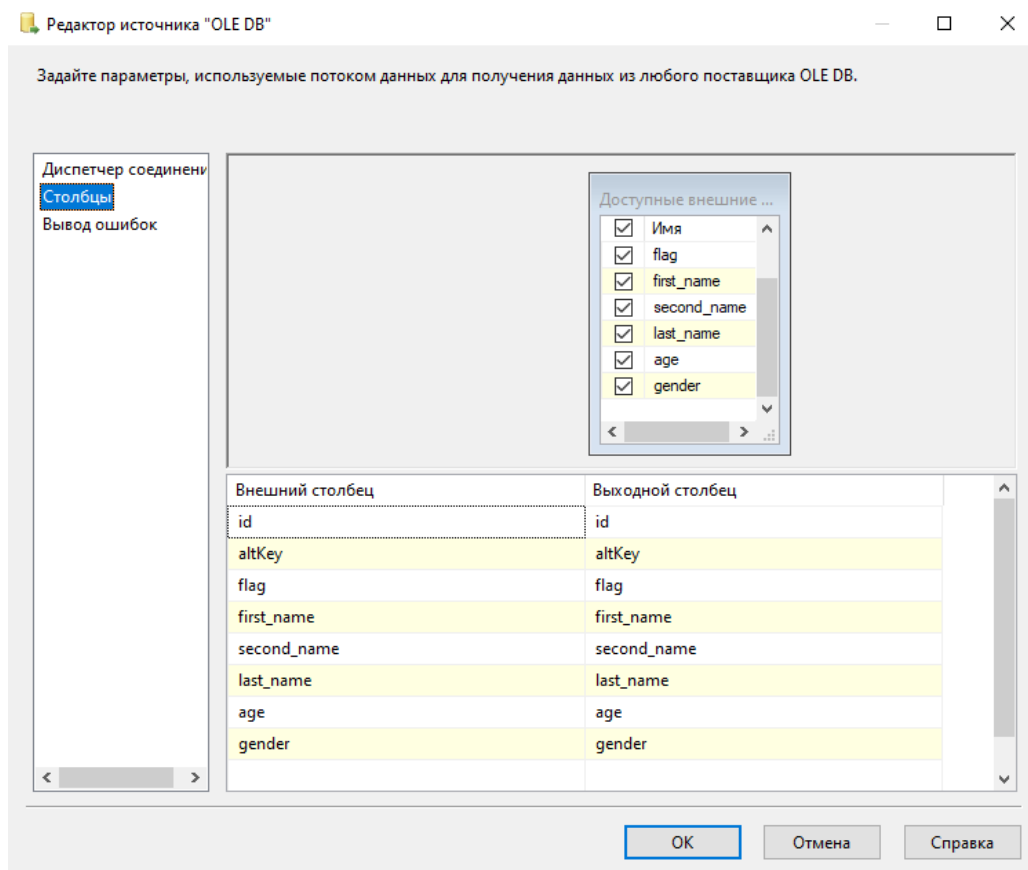 Редактор источника "OLE DB"
Задайте параметры, используемые потоком данных для получения данных из любого поставщика OLE DB.
Диспетчер соединени
Столбцы
Вывод ошибок
Доступные внешние ...
Имя
flag
first_name
second_name
last_name
age
gender
Внешний столбец Выходной столбец
id id
altKey altKey
flag flag
first_name first_name
second_name second_name
last_name last_name
age age
gender gender
OK Отмена Справка